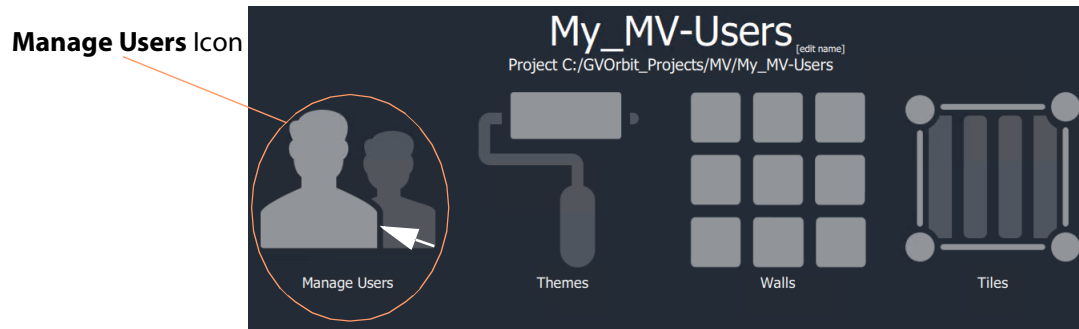 Manage Users Icon
My_MV-Users [edit name]
Project C:/GVOrbit_Projects/MV/My_MV-Users
Manage Users
Themes
Walls
Tiles